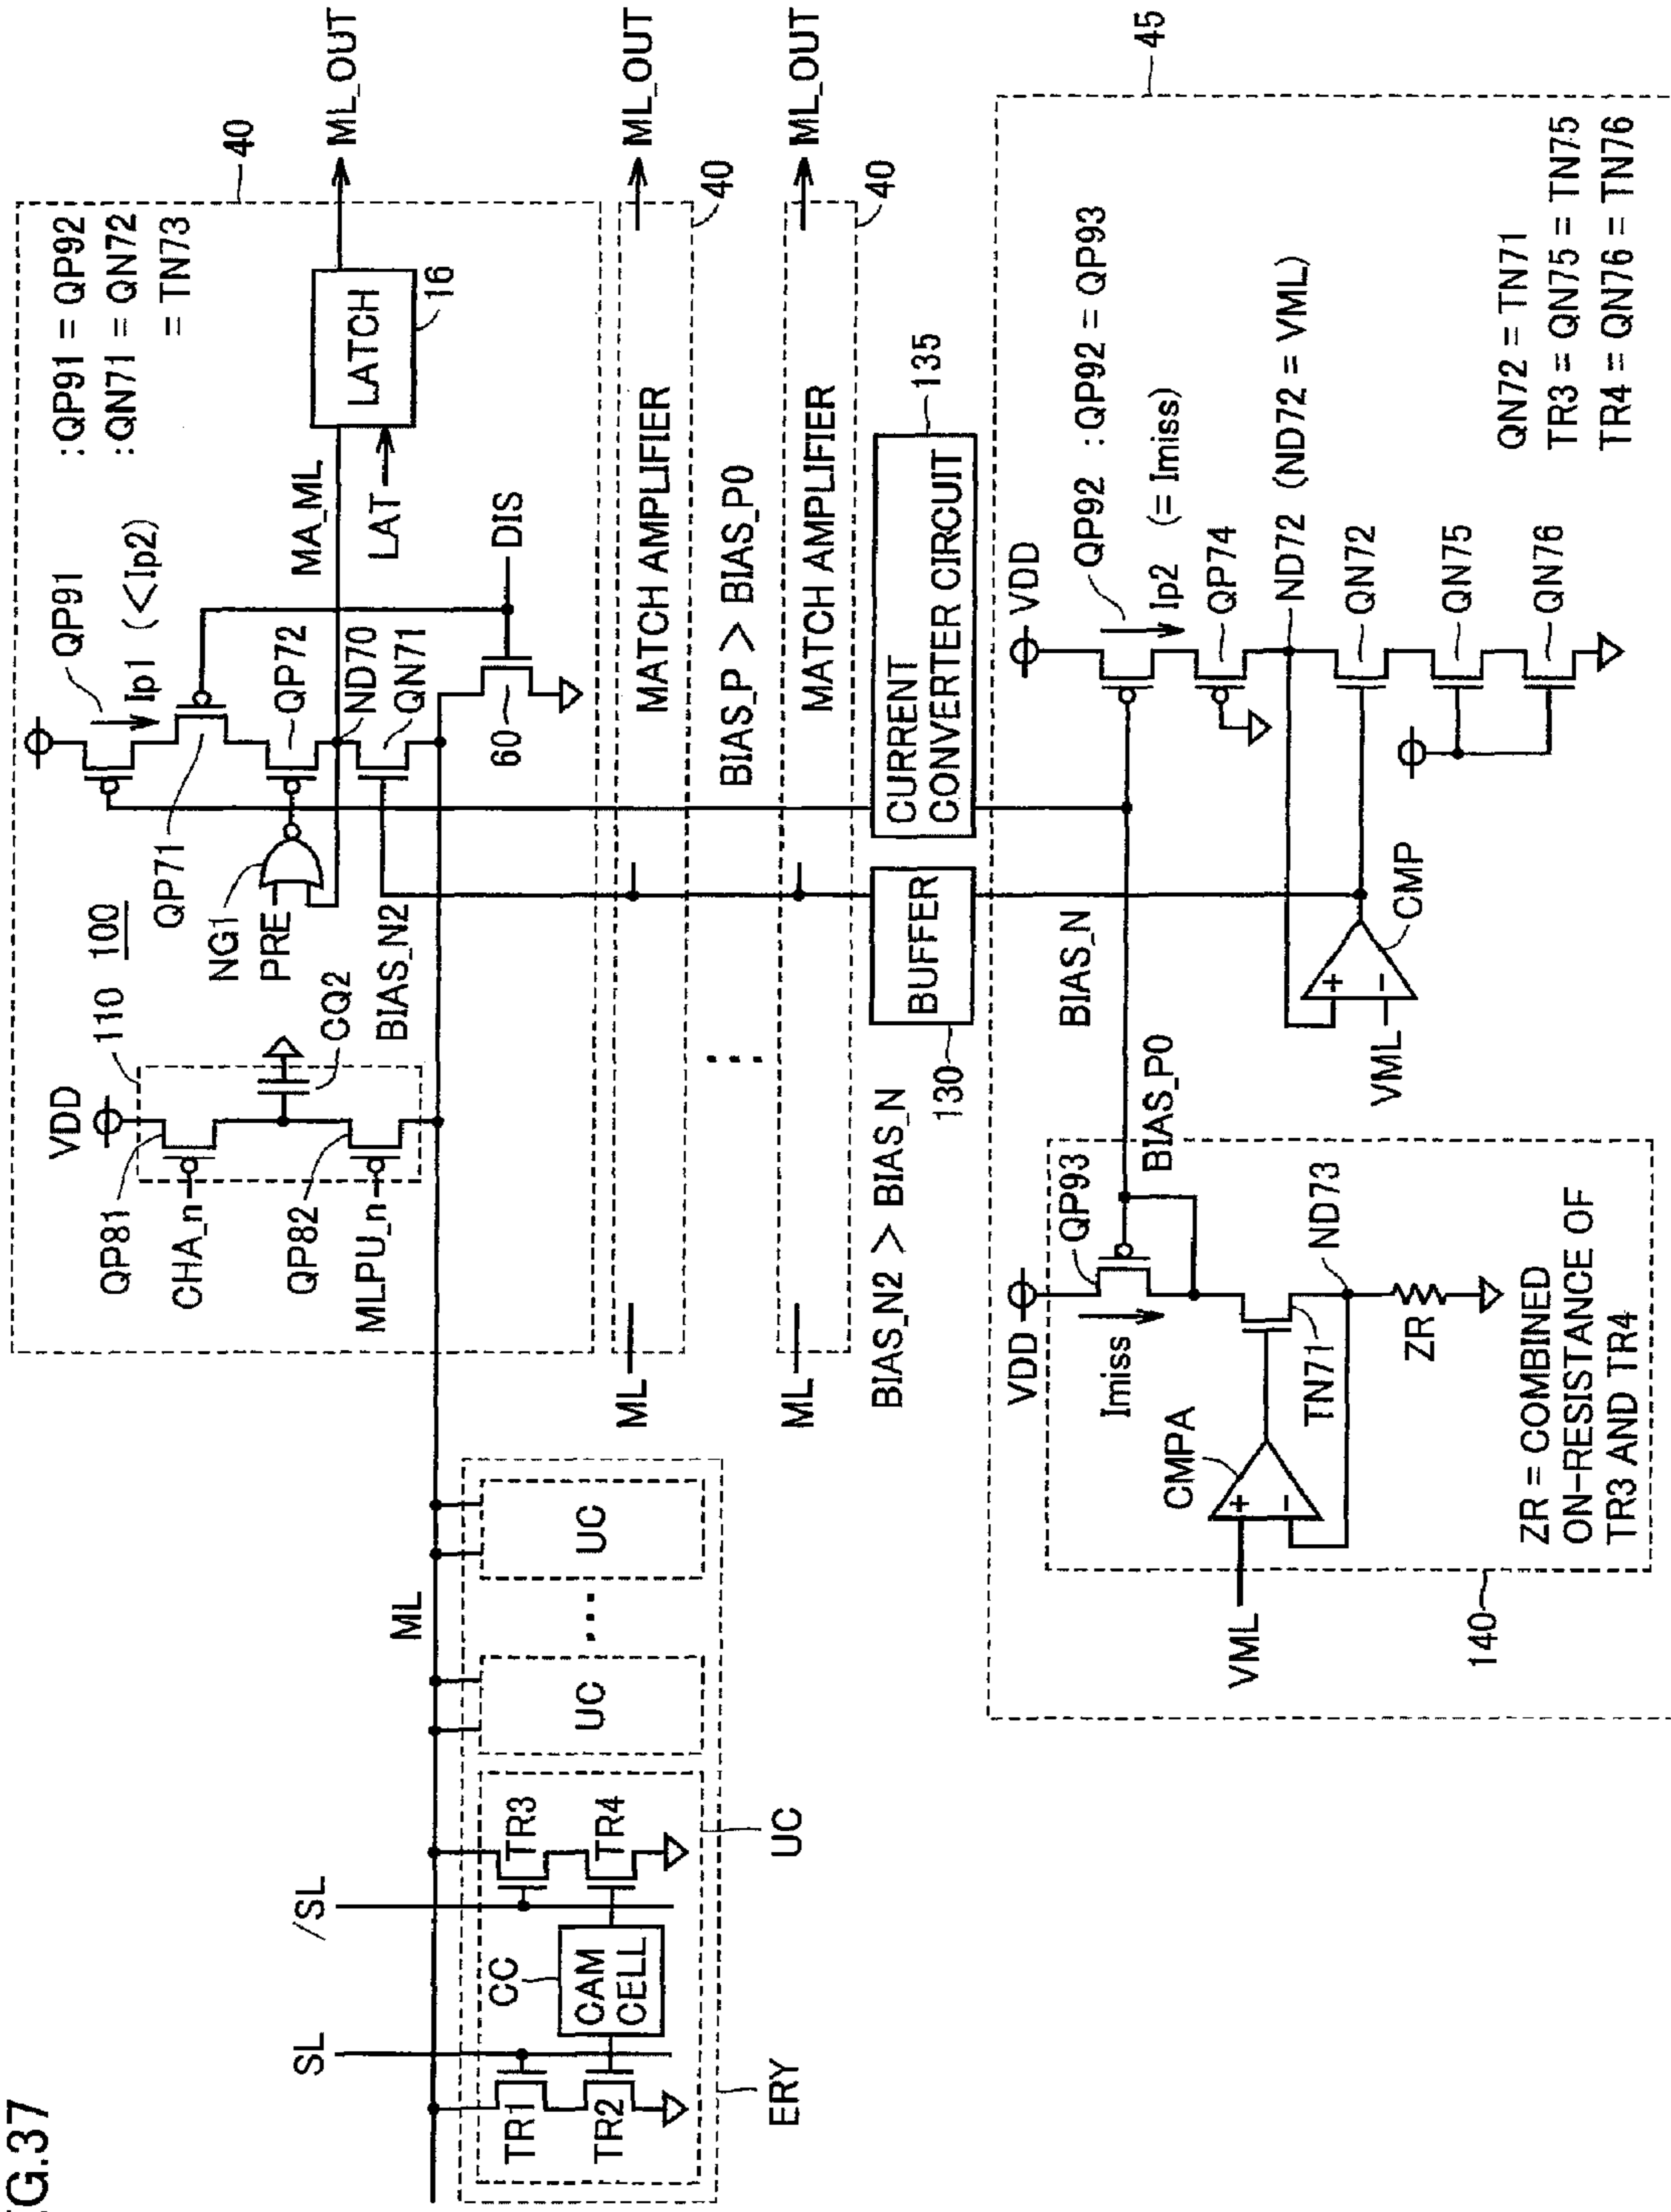 FIG.37
SL
/SL
TR1
TR2
CC
CAM
CELL
TR3
TR4
UC
ERY
UC
...
UC
ML
VDD
110
100
QP81
CHA_n
QP82
MLPU_n
CQ2
BIAS_N2
NG1
PRE
QP71
QP91
Ip1 (<Ip2)
QP72
ND70
QN71
60
DIS
MA_ML
LAT
LATCH
16
:QP91 = QP92
:QN71 = QN72
= TN73
40
ML_OUT
ML
MATCH AMPLIFIER
40
ML_OUT
...
BIAS_P > BIAS_P0
ML
MATCH AMPLIFIER
40
ML_OUT
BIAS_N2 > BIAS_N
130
BUFFER
CURRENT
CONVERTER CIRCUIT
135
45
BIAS_N
BIAS_P0
VDD
QP93
Imiss
CMPA
VML
TN71
ND73
ZR
ZR = COMBINED
ON-RESISTANCE OF
TR3 AND TR4
140
VML
CMP
VDD
QP92 :QP92 = QP93
Ip2 (= Imiss)
QP74
ND72 (ND72 = VML)
QN72
QN75
QN76
QN72 = TN71
TR3 = QN75 = TN75
TR4 = QN76 = TN76